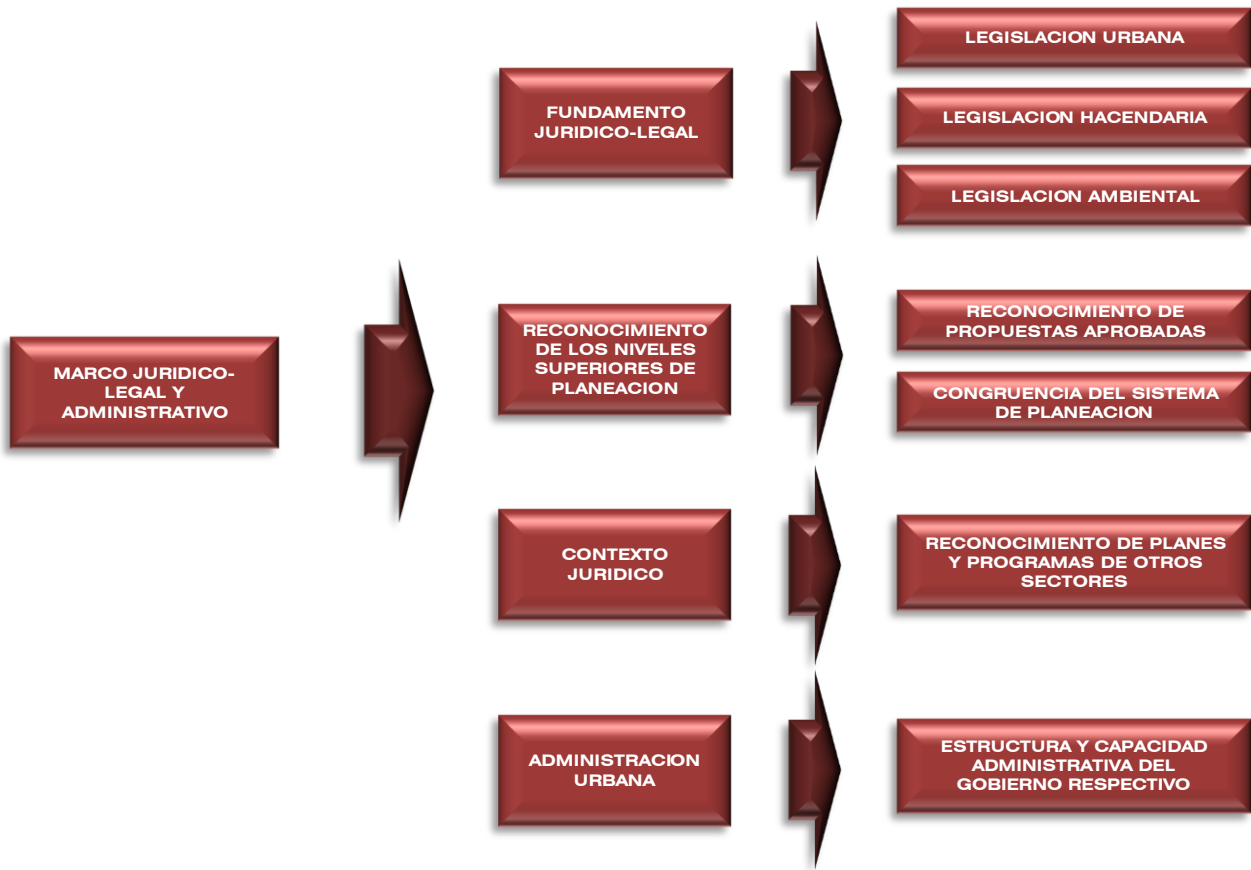 MARCO JURIDICO-
LEGAL Y
ADMINISTRATIVO
FUNDAMENTO
JURIDICO-LEGAL
LEGISLACION URBANA
LEGISLACION HACENDARIA
LEGISLACION AMBIENTAL
RECONOCIMIENTO
DE LOS NIVELES
SUPERIORES DE
PLANEACION
RECONOCIMIENTO DE
PROPUESTAS APROBADAS
CONGRUENCIA DEL SISTEMA
DE PLANEACION
CONTEXTO
JURIDICO
RECONOCIMIENTO DE PLANES
Y PROGRAMAS DE OTROS
SECTORES
ADMINISTRACION
URBANA
ESTRUCTURA Y CAPACIDAD
ADMINISTRATIVA DEL
GOBIERNO RESPECTIVO